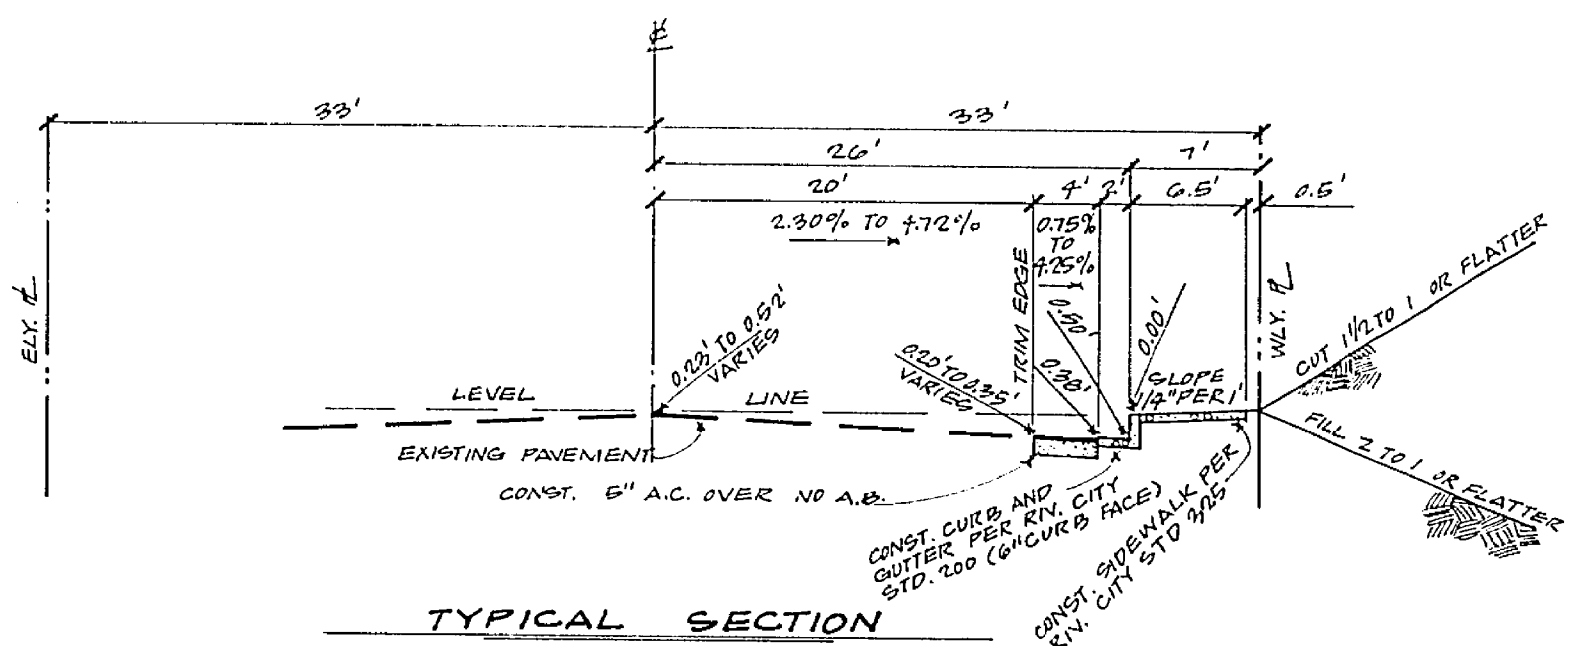 ℄
33'
33'
26'
7'
20'
4'
2'
6.5'
0.5'
2.30% TO 4.72%
0.75%
TO
4.25%
ELY. ℄
TRIM EDGE
WLY. ℄
CUT 1 1/2 TO 1 OR FLATTER
0.23' TO 0.52'
VARIES
0.50'
0.00'
0.20' TO 0.35'
VARIES
0.38'
SLOPE
1/4" PER 1'
LEVEL
LINE
FILL 2 TO 1 OR FLATTER
EXISTING PAVEMENT
CONST. 5" A.C. OVER NO A.B.
CONST. CURB AND
GUTTER PER RIV. CITY
STD. 200 (6" CURB FACE)
CONST. SIDEWALK PER
RIV. CITY STD 325
TYPICAL SECTION